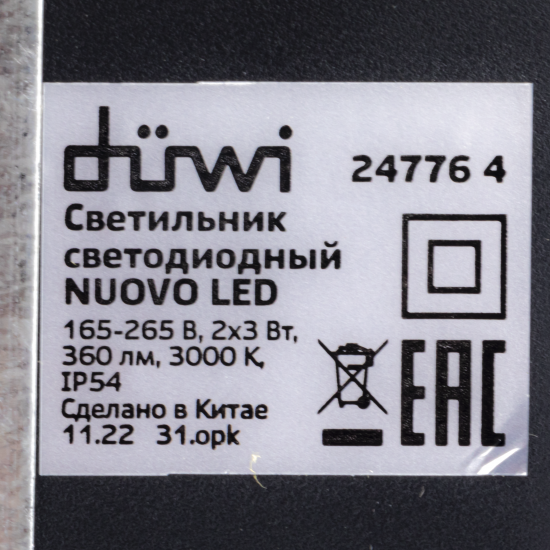 düwi
24776 4
Светильник
светодиодный
NUOVO LED
165-265 В, 2х3 Вт,
360 лм, 3000 К,
IP54
Сделано в Китае
11.22 31.opk
EAC